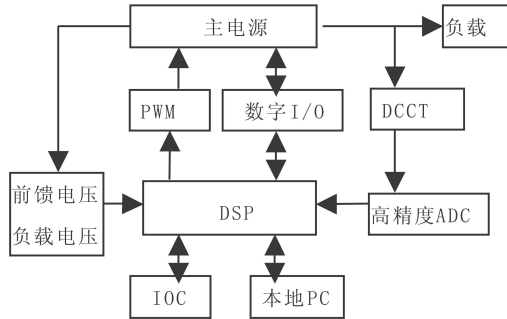 主电源
负载
PWM
数字I/O
DCCT
前馈电压
负载电压
DSP
高精度ADC
IOC
本地PC